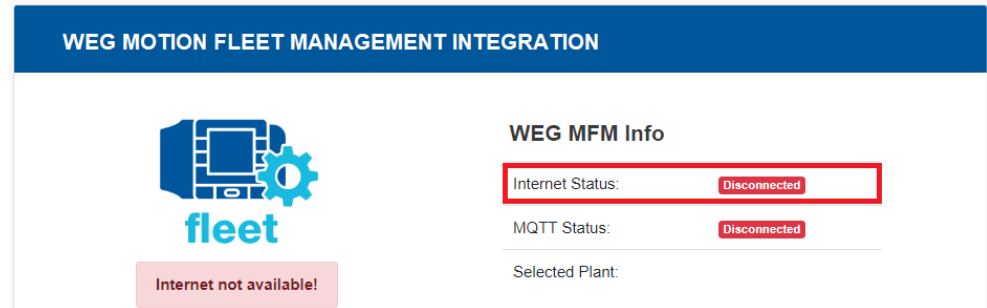 WEG MOTION FLEET MANAGEMENT INTEGRATION
fleet
Internet not available!
WEG MFM Info
Internet Status: Disconnected
MQTT Status: Disconnected
Selected Plant: